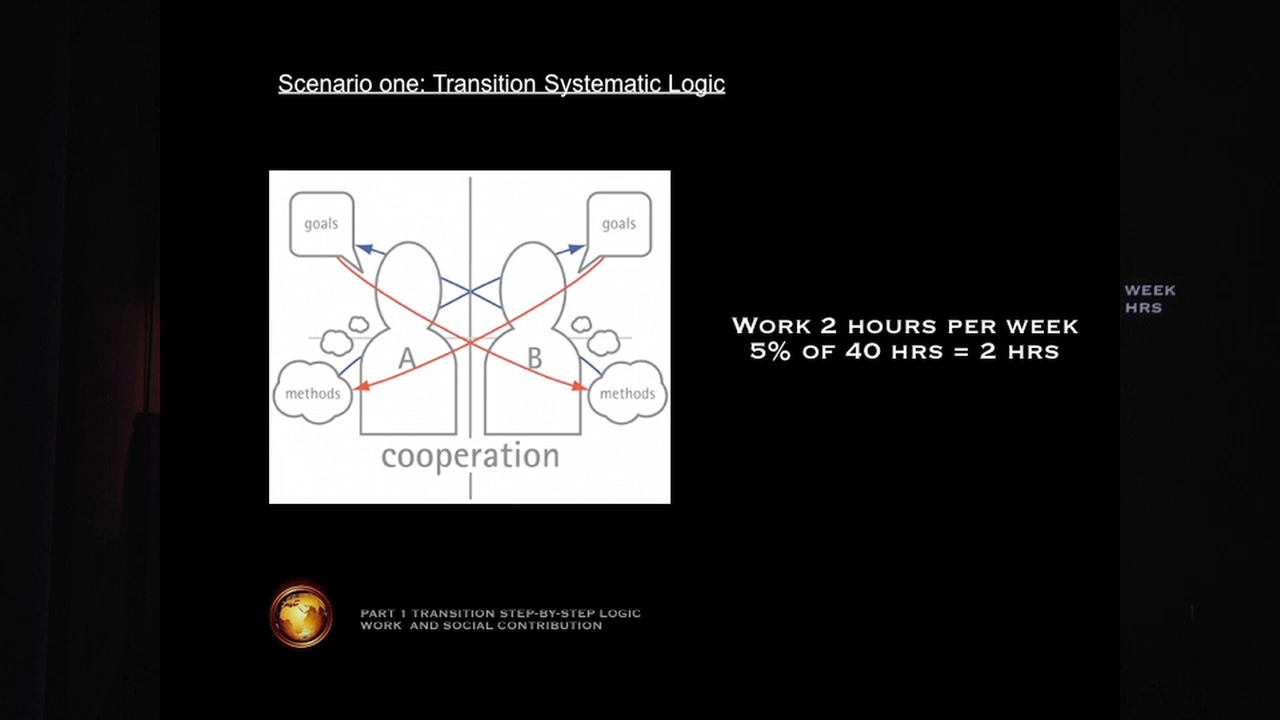 Scenario one: Transition Systematic Logic
goals
goals
A
B
methods
methods
cooperation
WORK 2 HOURS PER WEEK
5% OF 40 HRS = 2 HRS
WEEK
HRS
PART 1 TRANSITION STEP-BY-STEP LOGIC
WORK AND SOCIAL CONTRIBUTION